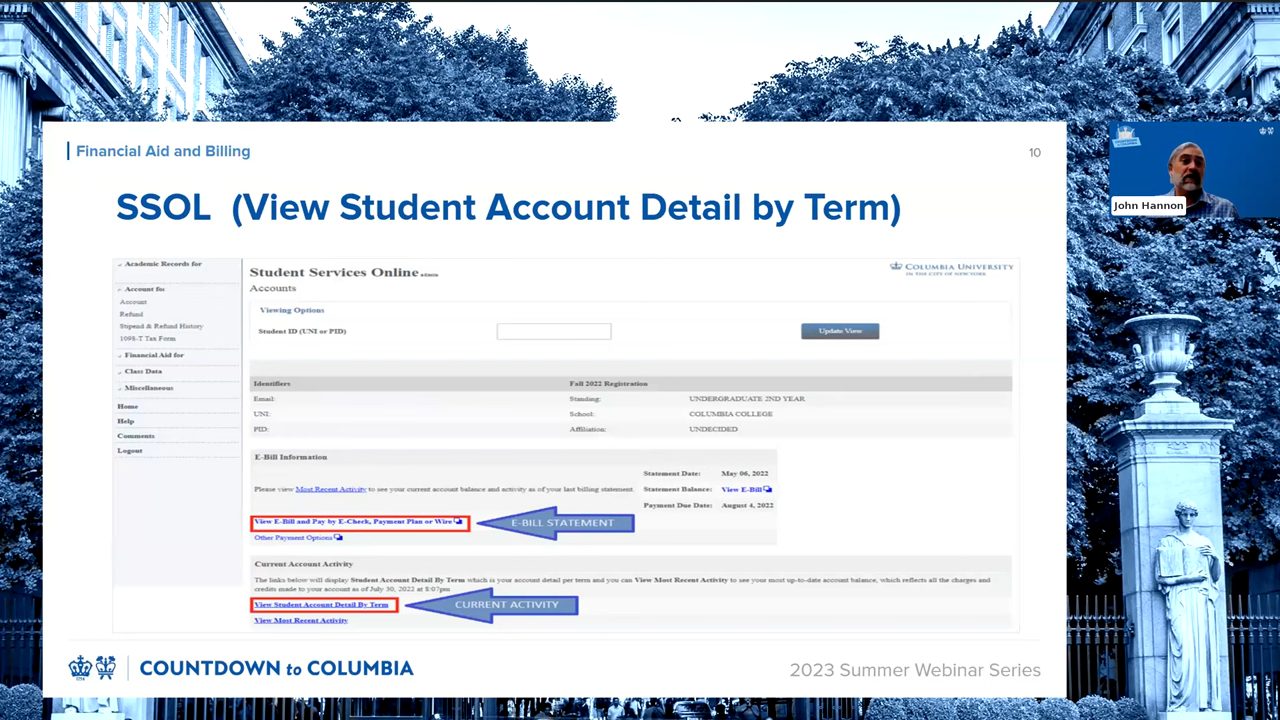 Financial Aid and Billing
10
SSOL (View Student Account Detail by Term)
John Hannon
Academic Records for
Account for
Account
Refund
Stipend & Refund History
1098-T Tax Form
Financial Aid for
Class Data
Miscellaneous
Home
Help
Comments
Logout
Student Services Online admin
COLUMBIA UNIVERSITY
IN THE CITY OF NEW YORK
Accounts
Viewing Options
Student ID (UNI or PID)
Update View
Identifiers Fall 2022 Registration
Email: Standing: UNDERGRADUATE 2ND YEAR
UNI: School: COLUMBIA COLLEGE
PID: Affiliation: UNDECIDED
E-Bill Information
Statement Date: May 06, 2022
Please view Most Recent Activity to see your current account balance and activity as of your last billing statement. Statement Balance: View E-Bill
Payment Due Date: August 4, 2022
View E-Bill and Pay by E-Check, Payment Plan or Wire
E-BILL STATEMENT
Other Payment Options
Current Account Activity
The links below will display Student Account Detail By Term which is your account detail per term and you can View Most Recent Activity to see your most up-to-date account balance, which reflects all the charges and
credits made to your account as of July 30, 2022 at 8:07pm
View Student Account Detail By Term
CURRENT ACTIVITY
View Most Recent Activity
1754
COUNTDOWN to COLUMBIA
2023 Summer Webinar Series